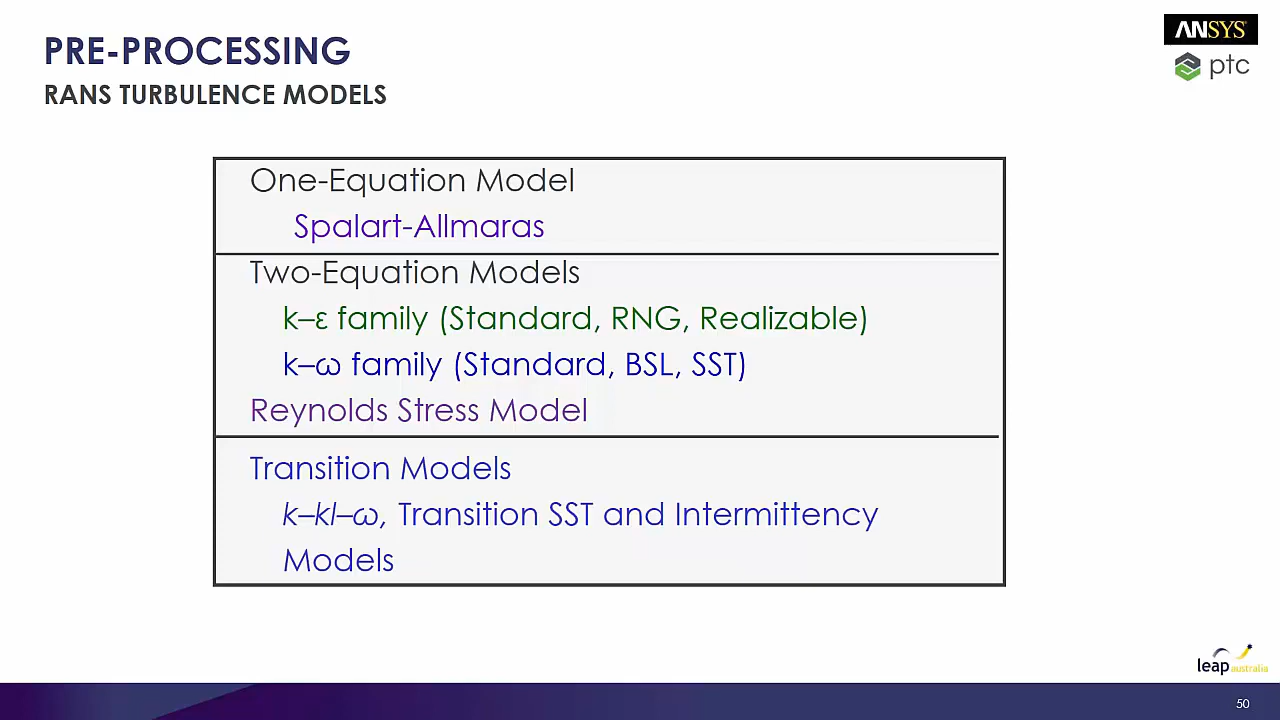 PRE-PROCESSING
RANS TURBULENCE MODELS
ANSYS
ptc
One-Equation Model
Spalart-Allmaras
Two-Equation Models
k–ε family (Standard, RNG, Realizable)
k–ω family (Standard, BSL, SST)
Reynolds Stress Model
Transition Models
k–kl–ω, Transition SST and Intermittency
Models
leap australia
50